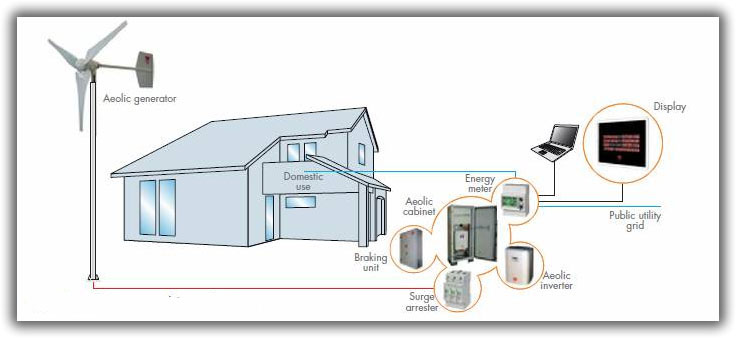 Aeolic generator
Display
Domestic
use
Energy
meter
Aeolic
cabinet
Public utility
grid
Braking
unit
Aeolic
inverter
Surge
arrester